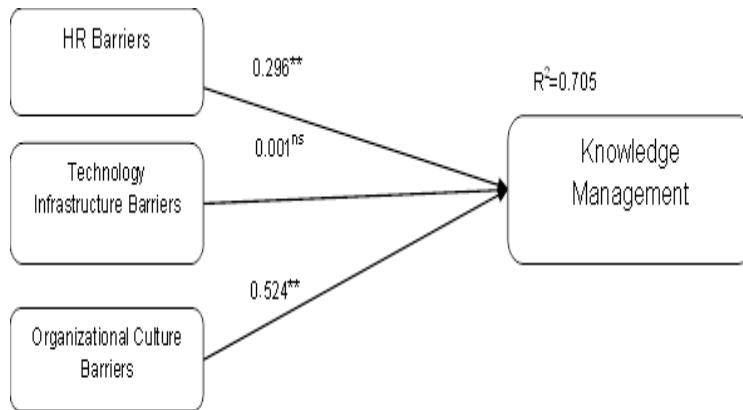 HR Barriers
0.296**
R²=0.705
0.001ⁿˢ
Knowledge
Management
Technology
Infrastructure Barriers
0.524**
Organizational Culture
Barriers